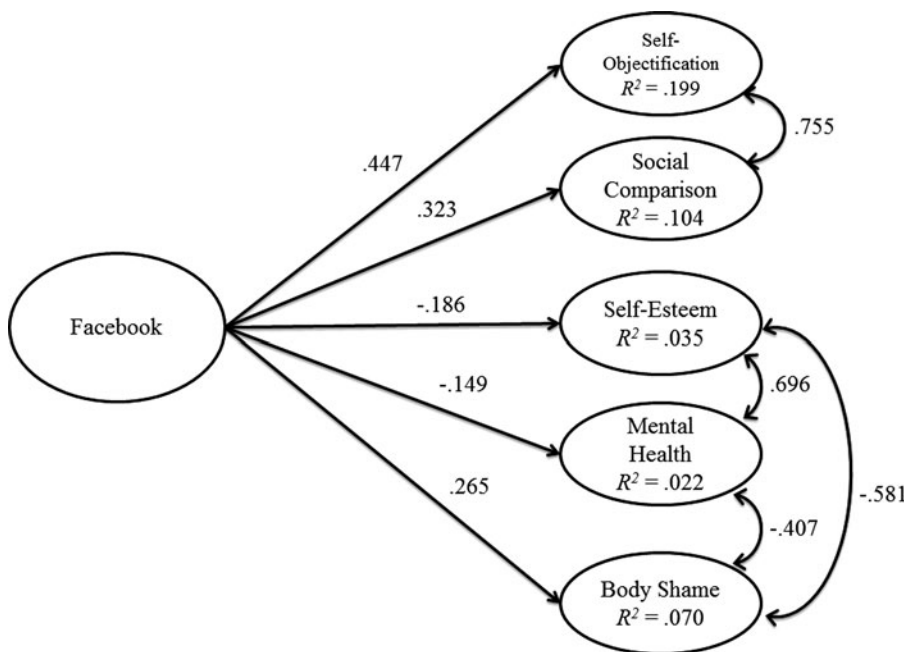 Self-
Objectification
R² = .199
.755
Social
Comparison
R² = .104
.447
.323
Facebook
-.186
Self-Esteem
R² = .035
.696
-.149
Mental
Health
R² = .022
-.581
.265
-.407
Body Shame
R² = .070